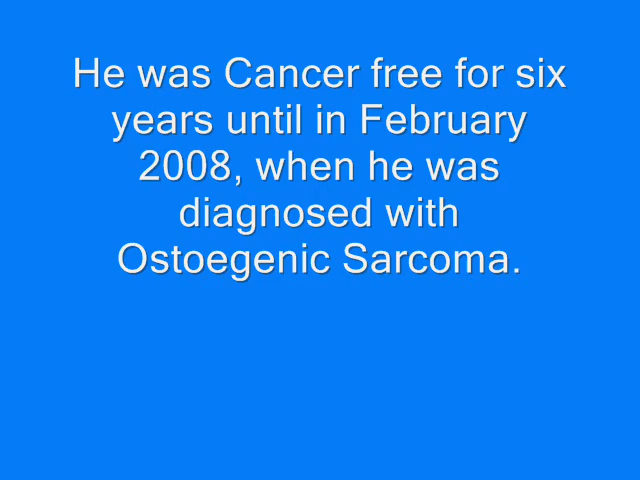 He was Cancer free for six
years until in February
2008, when he was
diagnosed with
Ostoegenic Sarcoma.